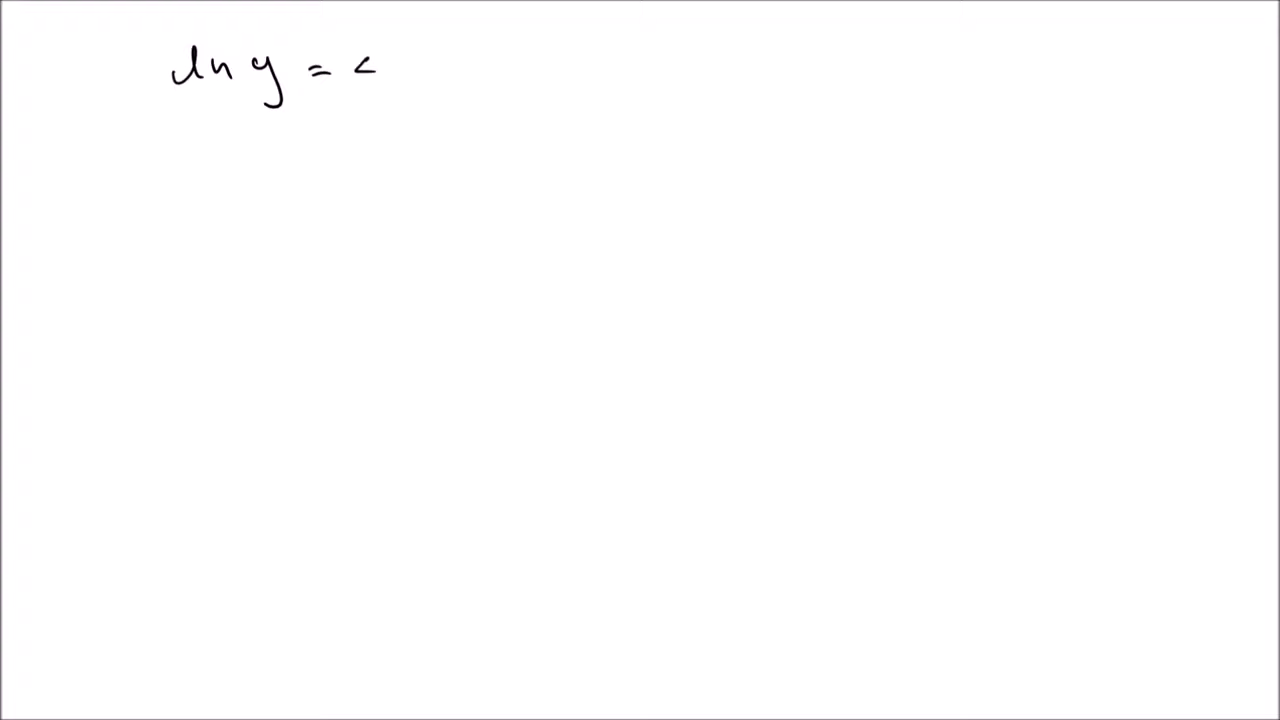 ln y = <